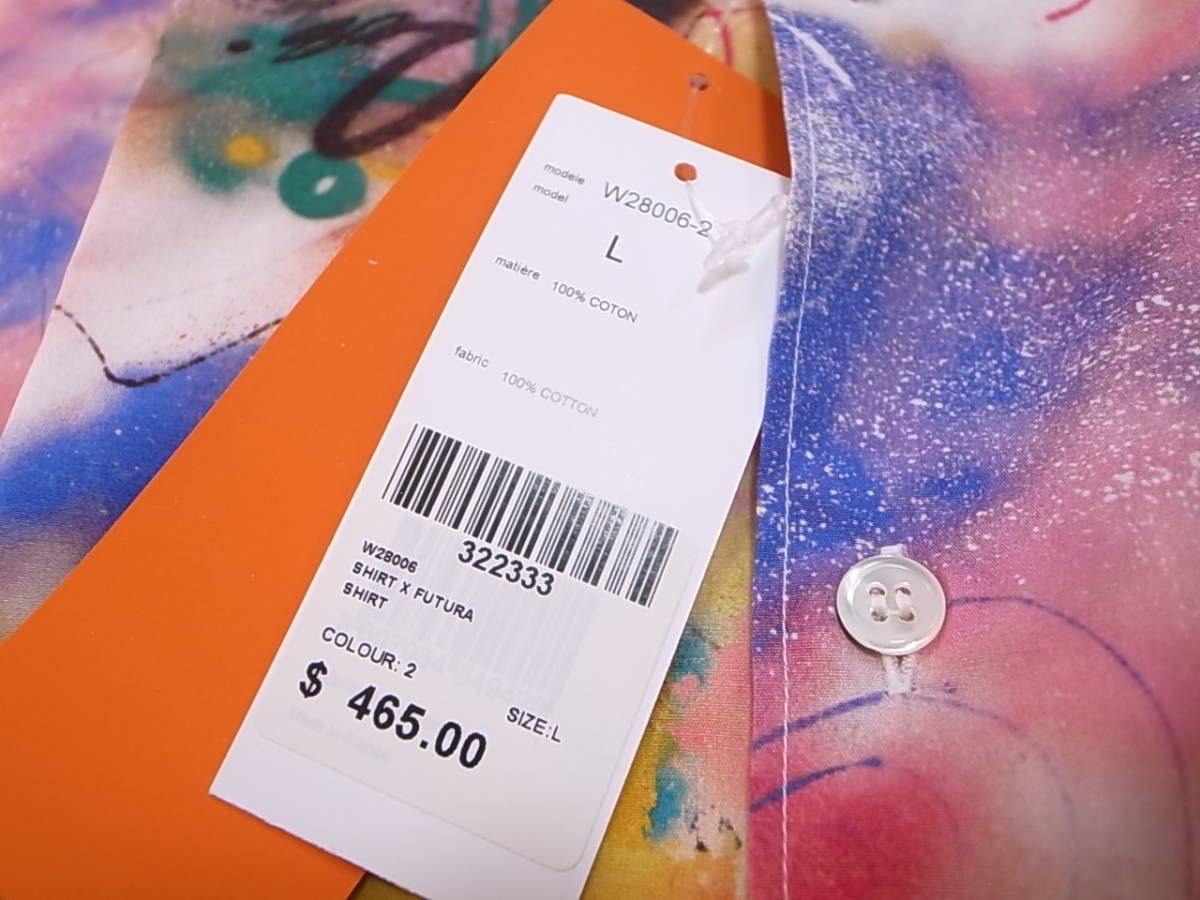 modèle
model W28006-2
L
matière 100% COTON
fabric 100% COTTON
322333
W28006
SHIRT X FUTURA
SHIRT
COLOUR: 2
SIZE:L
$ 465.00